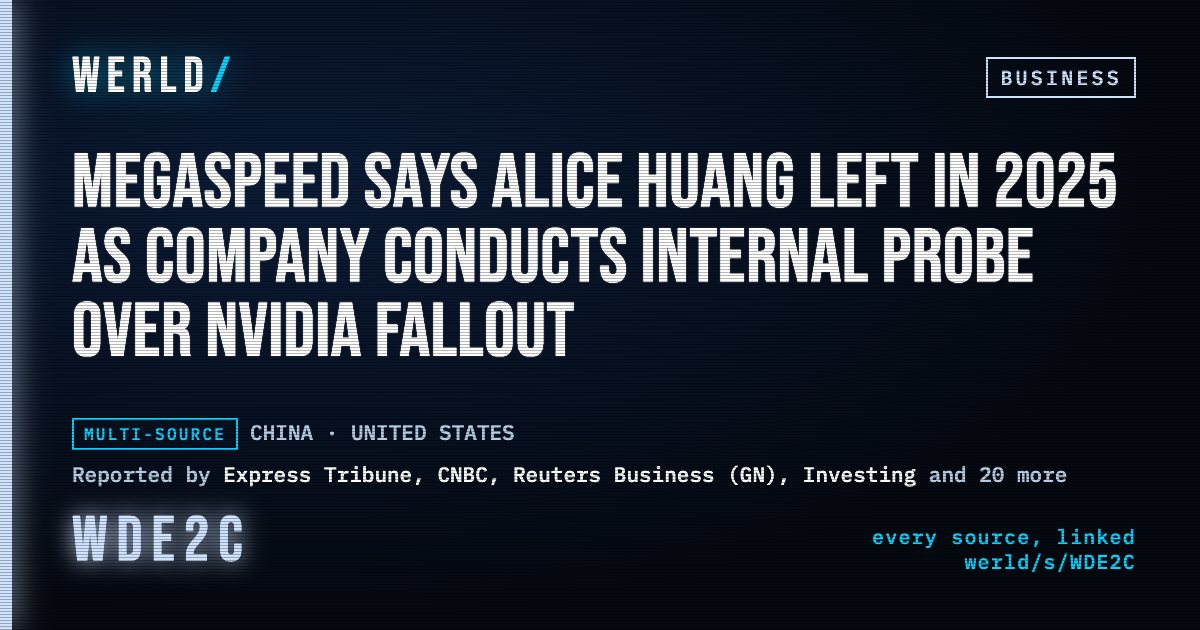 WERLD/
BUSINESS
MEGASPEED SAYS ALICE HUANG LEFT IN 2025
AS COMPANY CONDUCTS INTERNAL PROBE
OVER NVIDIA FALLOUT
MULTI-SOURCE CHINA · UNITED STATES
Reported by Express Tribune, CNBC, Reuters Business (GN), Investing and 20 more
WDE2C
every source, linked
werld/s/WDE2C